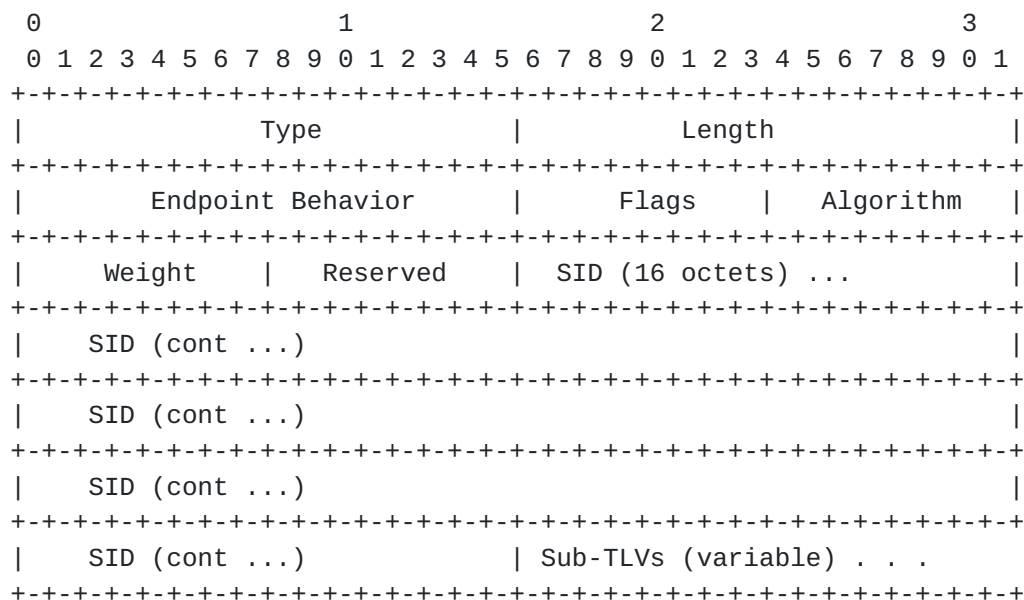 0                   1                   2                   3
 0 1 2 3 4 5 6 7 8 9 0 1 2 3 4 5 6 7 8 9 0 1 2 3 4 5 6 7 8 9 0 1
+-+-+-+-+-+-+-+-+-+-+-+-+-+-+-+-+-+-+-+-+-+-+-+-+-+-+-+-+-+-+-+-+
|               Type            |          Length               |
+-+-+-+-+-+-+-+-+-+-+-+-+-+-+-+-+-+-+-+-+-+-+-+-+-+-+-+-+-+-+-+-+
|        Endpoint Behavior      |      Flags    |   Algorithm   |
+-+-+-+-+-+-+-+-+-+-+-+-+-+-+-+-+-+-+-+-+-+-+-+-+-+-+-+-+-+-+-+-+
|     Weight    |   Reserved    |  SID (16 octets) ...          |
+-+-+-+-+-+-+-+-+-+-+-+-+-+-+-+-+-+-+-+-+-+-+-+-+-+-+-+-+-+-+-+-+
|    SID (cont ...)                                             |
+-+-+-+-+-+-+-+-+-+-+-+-+-+-+-+-+-+-+-+-+-+-+-+-+-+-+-+-+-+-+-+-+
|    SID (cont ...)                                             |
+-+-+-+-+-+-+-+-+-+-+-+-+-+-+-+-+-+-+-+-+-+-+-+-+-+-+-+-+-+-+-+-+
|    SID (cont ...)                                             |
+-+-+-+-+-+-+-+-+-+-+-+-+-+-+-+-+-+-+-+-+-+-+-+-+-+-+-+-+-+-+-+-+
|    SID (cont ...)             | Sub-TLVs (variable) . . .
+-+-+-+-+-+-+-+-+-+-+-+-+-+-+-+-+-+-+-+-+-+-+-+-+-+-+-+-+-+-+-+-+